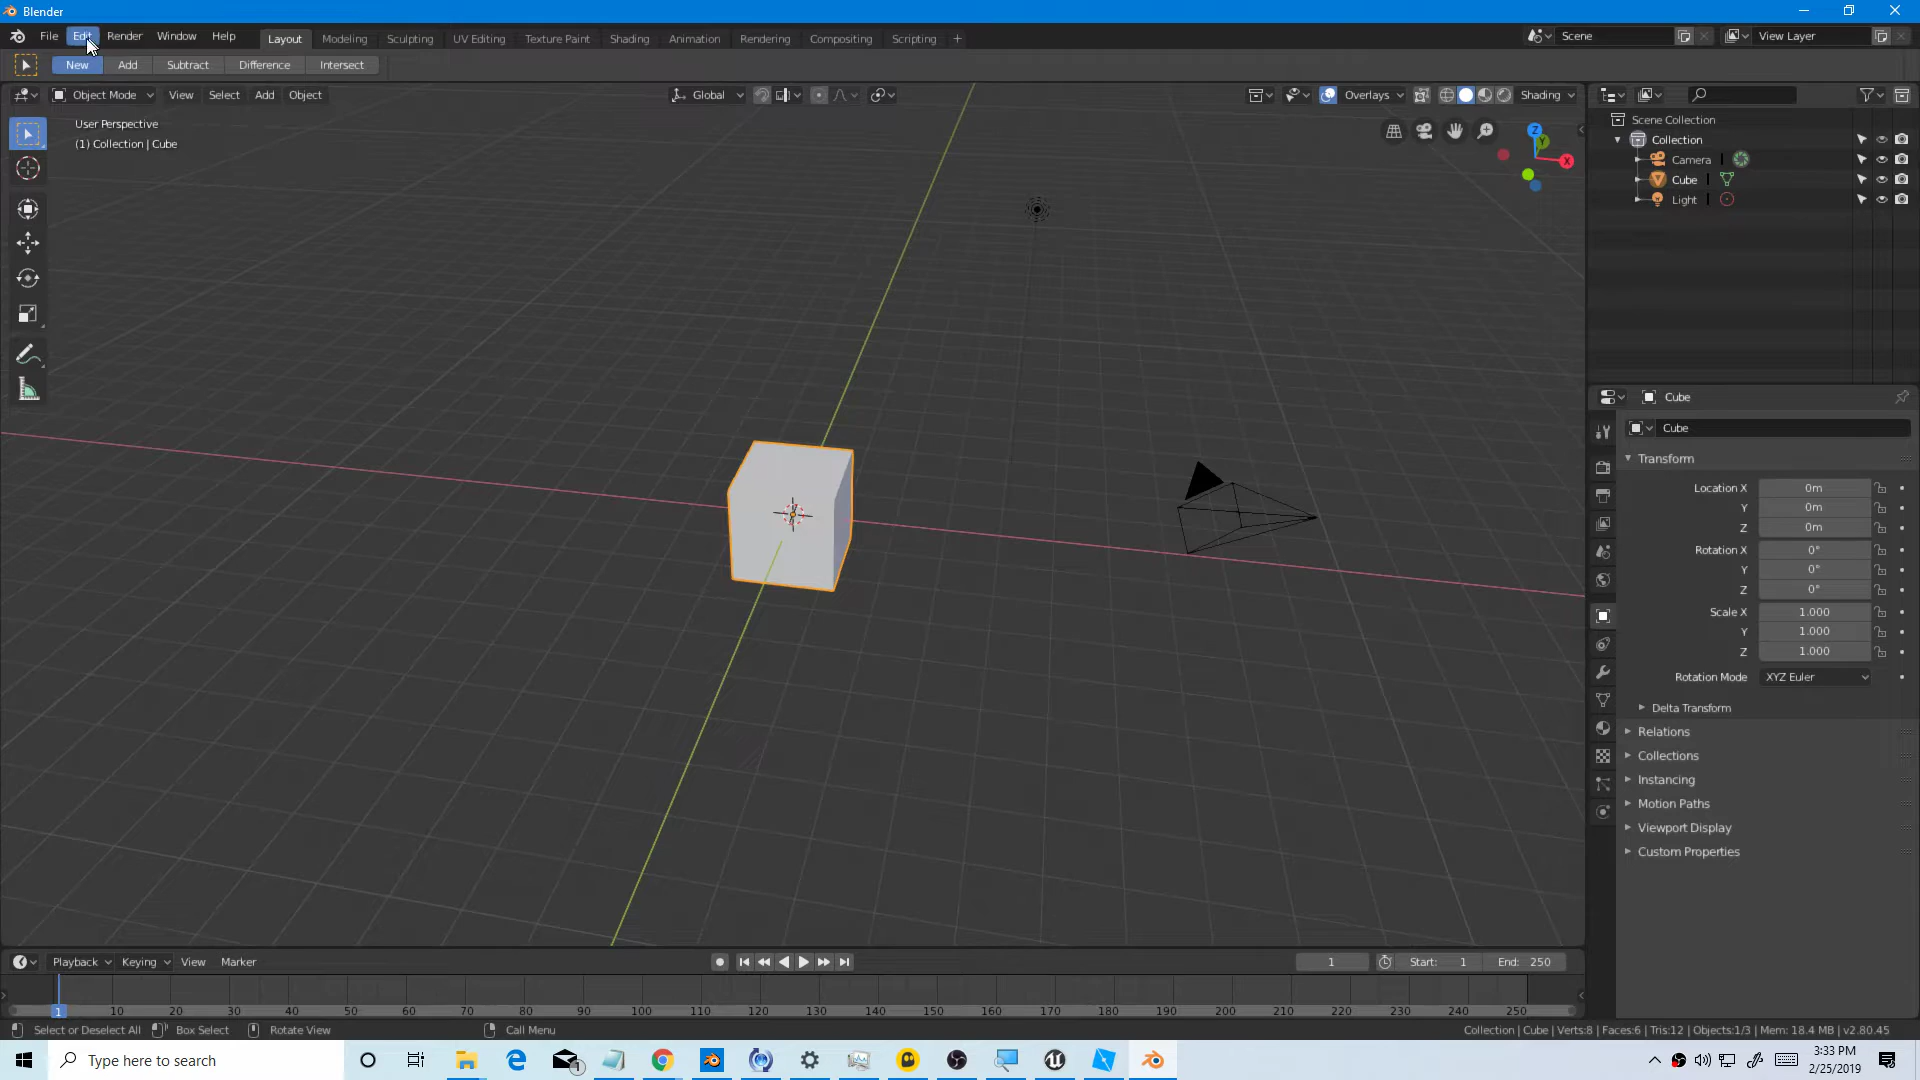 Blender
File Edit Render Window Help Layout Modeling Sculpting UV Editing Texture Paint Shading Animation Rendering Compositing Scripting + Scene View Layer
New Add Subtract Difference Intersect
Object Mode View Select Add Object Global Overlays Shading
User Perspective
(1) Collection | Cube
Z
Y
X
Scene Collection
Collection
Camera
Cube
Light
Cube
Cube
Transform
Location X 0m
Y 0m
Z 0m
Rotation X 0°
Y 0°
Z 0°
Scale X 1.000
Y 1.000
Z 1.000
Rotation Mode XYZ Euler
Delta Transform
Relations
Collections
Instancing
Motion Paths
Viewport Display
Custom Properties
Playback Keying View Marker 1 Start: 1 End: 250
1 10 20 30 40 50 60 70 80 90 100 110 120 130 140 150 160 170 180 190 200 210 220 230 240 250
Select or Deselect All Box Select Rotate View Call Menu Collection | Cube | Verts:8 | Faces:6 | Tris:12 | Objects:1/3 | Mem: 18.4 MB | v2.80.45
Type here to search 1 3:33 PM
2/25/2019